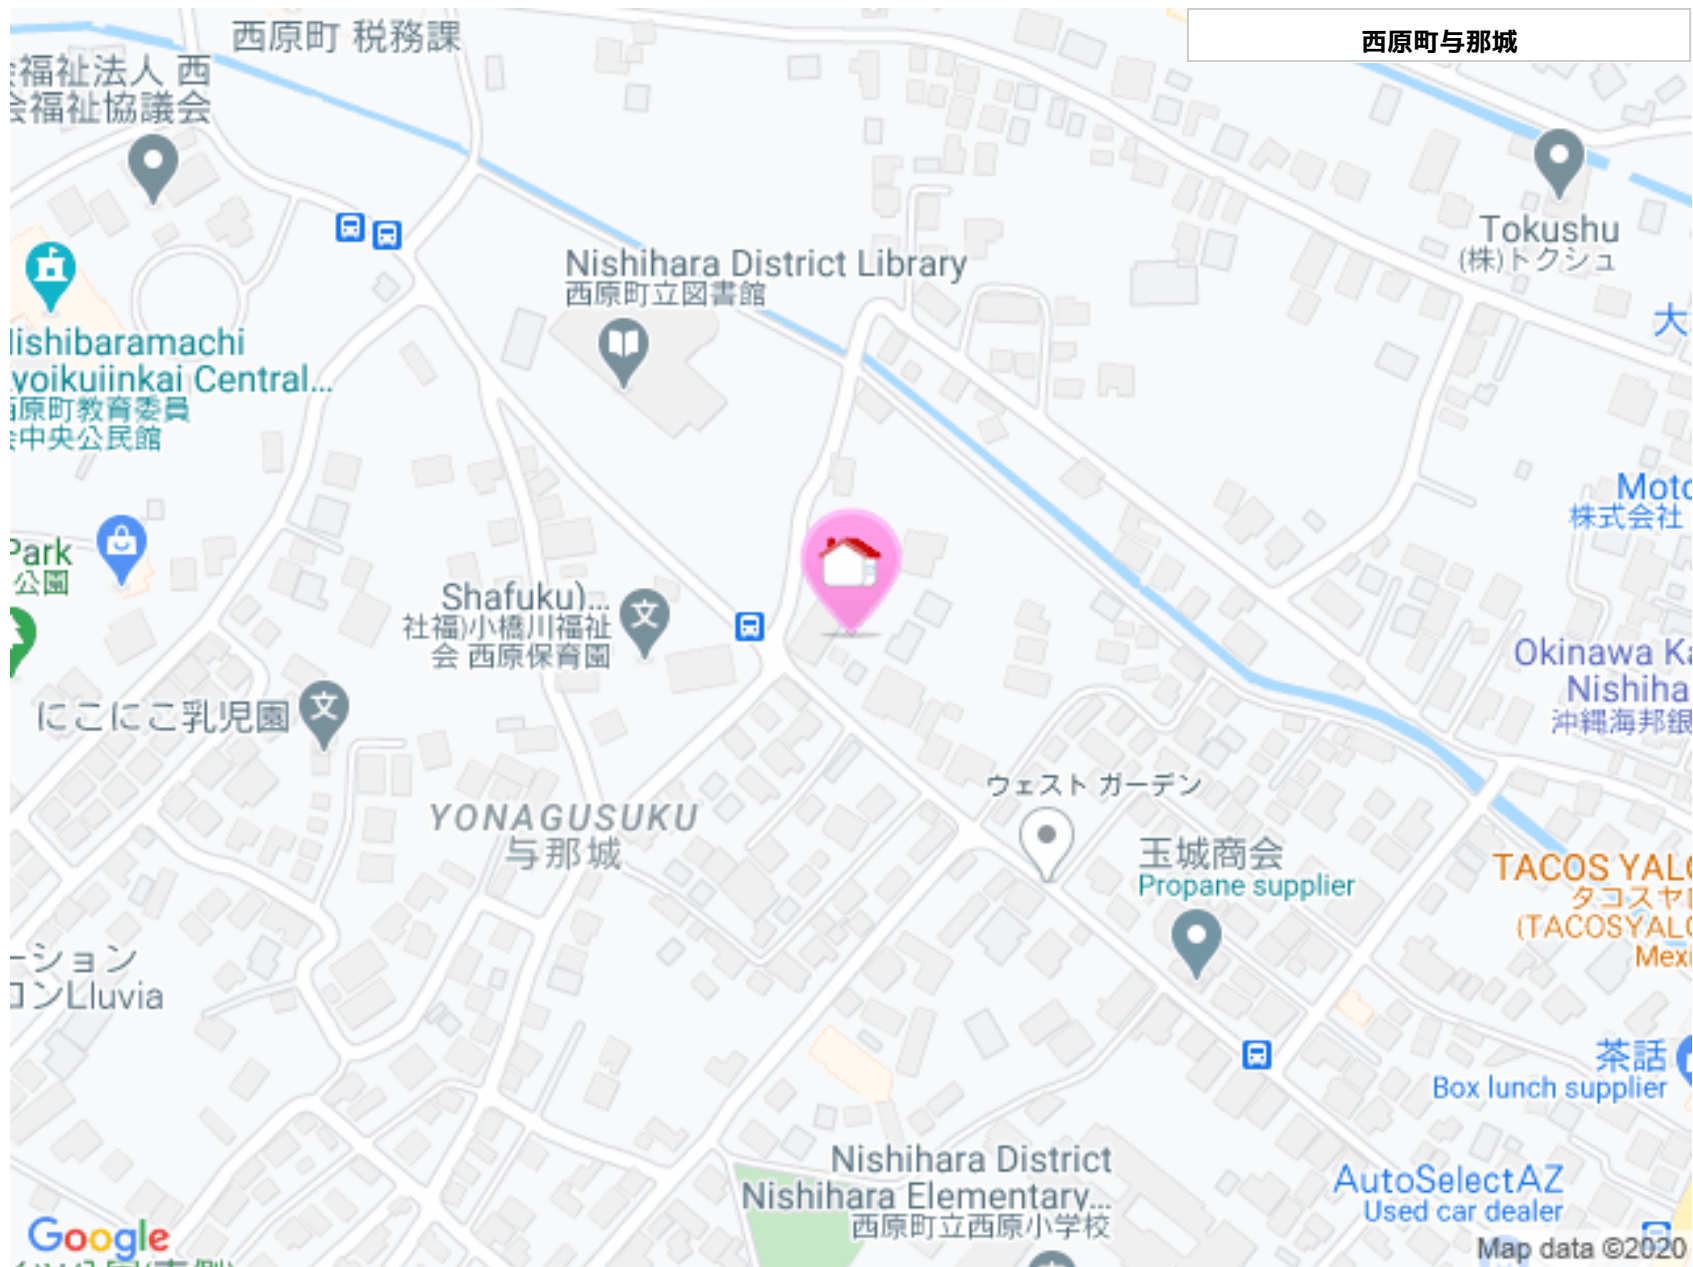 西原町 税務課
西原町与那城
福祉法人 西
会福祉協議会
Tokushu
(株)トクシュ
Nishihara District Library
西原町立図書館
大
lishibaramachi
yoikuiinkai Central...
原町教育委員
会中央公民館
Moto
株式会社
Park
公園
Shafuku)...
社福)小橋川福祉
会 西原保育園
文
Okinawa Ka
Nishiha
沖縄海邦銀
にこにこ乳児園
文
ウェスト ガーデン
YONAGUSUKU
与那城
玉城商会
Propane supplier
TACOS YALO
タコスヤロ
(TACOSYALO
Mexi
ーション
ロンLluvia
茶話
Box lunch supplier
Nishihara District
Nishihara Elementary...
西原町立西原小学校
AutoSelectAZ
Used car dealer
Google
Map data ©2020